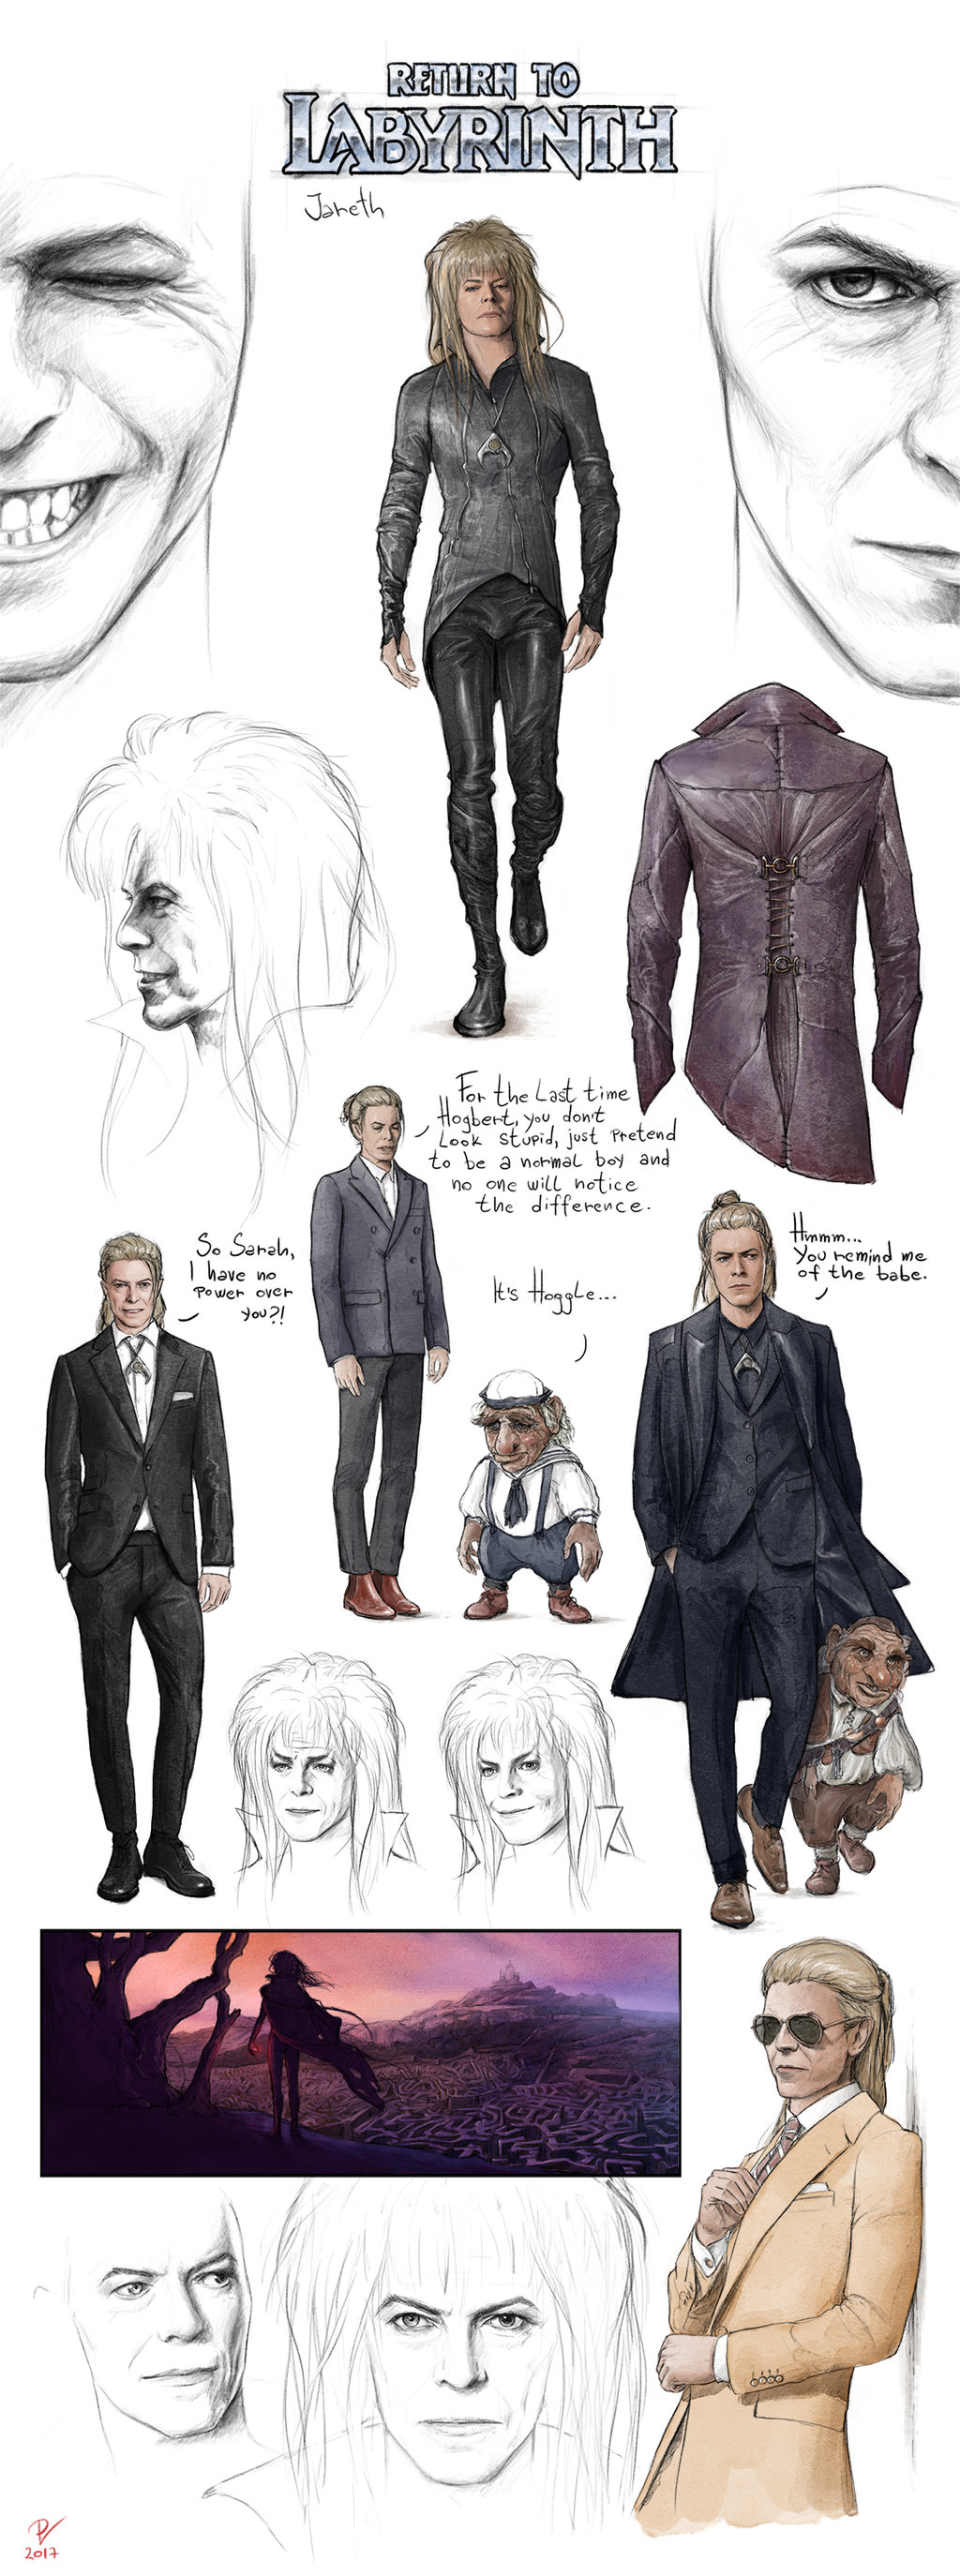 RETURN TO
LABYRINTH
Jareth
For the Last time
Hogbert, you don't
Look stupid, just pretend
to be a normal boy and
no one will notice
the difference.
So Sarah,
I have no
power over
you?!
It's Hoggle...
Hmmm...
You remind me
of the babe.
2017